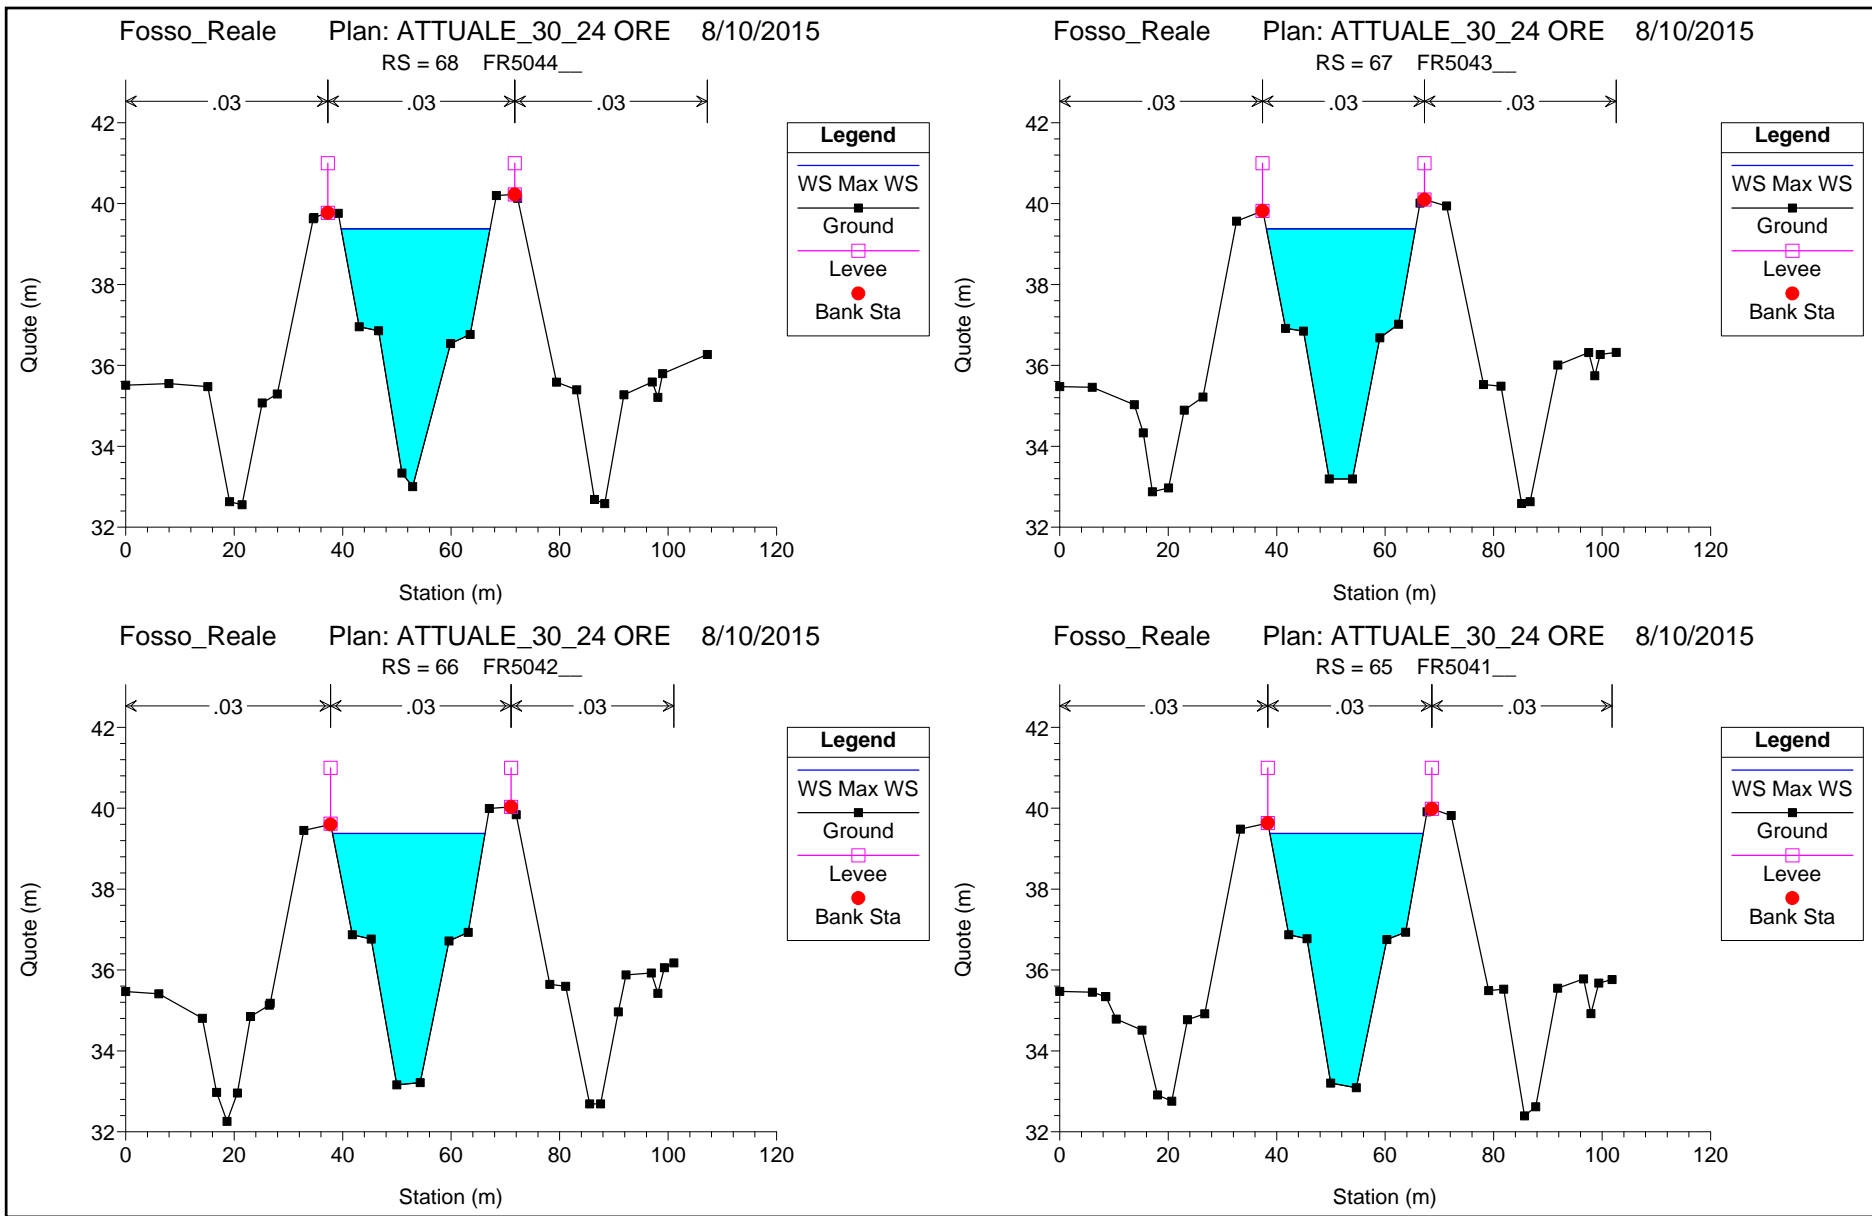 Fosso_Reale Plan: ATTUALE_30_24 ORE 8/10/2015
RS = 68 FR5044__
.03 .03 .03
42
40
38
36
34
32
0 20 40 60 80 100 120
Quote (m)
Station (m)
Legend
WS Max WS
Ground
Levee
Bank Sta
Fosso_Reale Plan: ATTUALE_30_24 ORE 8/10/2015
RS = 67 FR5043__
.03 .03 .03
42
40
38
36
34
32
0 20 40 60 80 100 120
Quote (m)
Station (m)
Legend
WS Max WS
Ground
Levee
Bank Sta
Fosso_Reale Plan: ATTUALE_30_24 ORE 8/10/2015
RS = 66 FR5042__
.03 .03 .03
42
40
38
36
34
32
0 20 40 60 80 100 120
Quote (m)
Station (m)
Legend
WS Max WS
Ground
Levee
Bank Sta
Fosso_Reale Plan: ATTUALE_30_24 ORE 8/10/2015
RS = 65 FR5041__
.03 .03 .03
42
40
38
36
34
32
0 20 40 60 80 100 120
Quote (m)
Station (m)
Legend
WS Max WS
Ground
Levee
Bank Sta